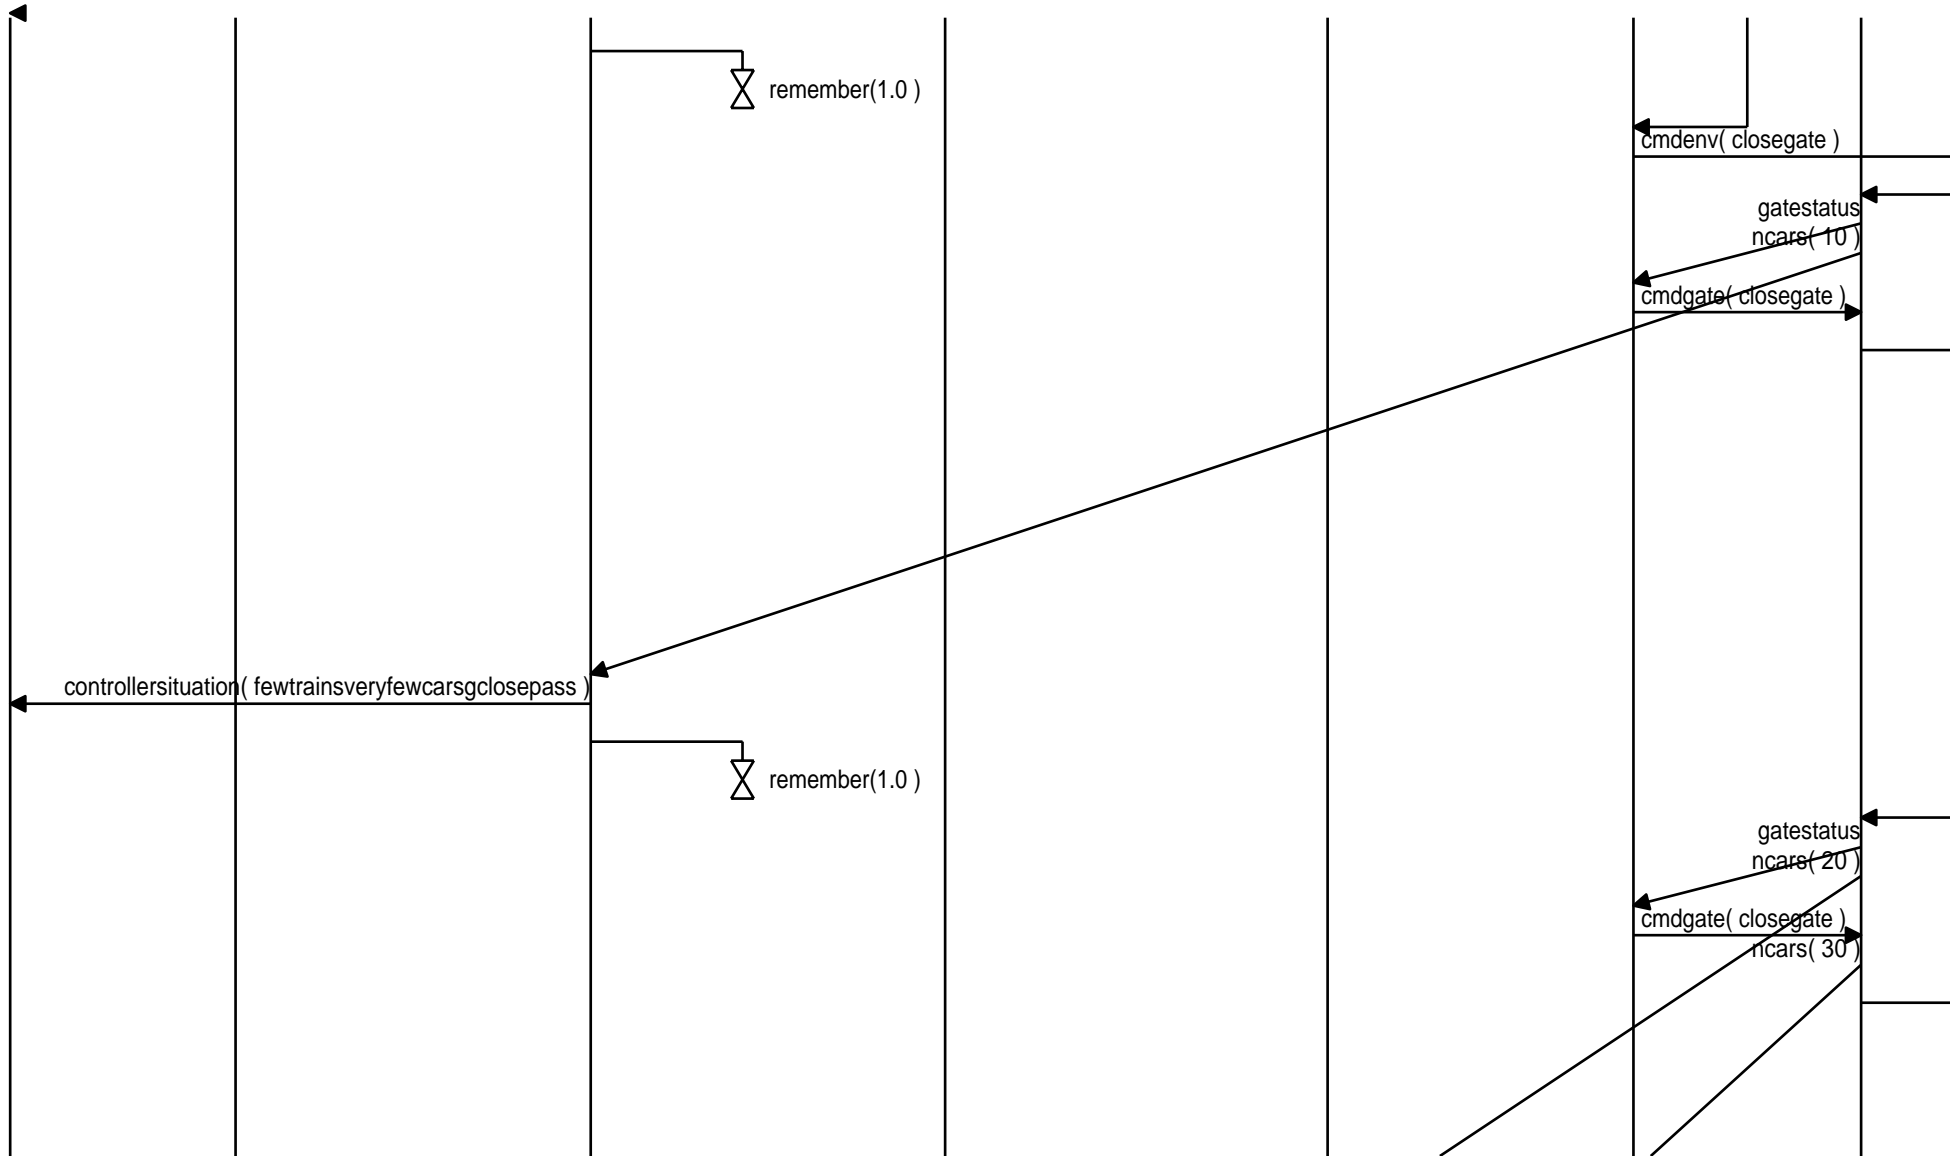 remember(1.0 )
cmdenv( closegate )
gatestatus
ncars( 10 )
cmdgate( closegate )
controllersituation( fewtrainsveryfewcarsgclosepass )
remember(1.0 )
gatestatus
ncars( 20 )
cmdgate( closegate )
ncars( 30 )